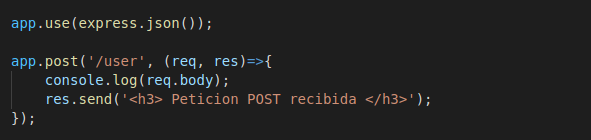 app.use(express.json());
app.post('/user', (req, res)=>{
console.log(req.body);
res.send('<h3> Peticion POST recibida </h3>');
});